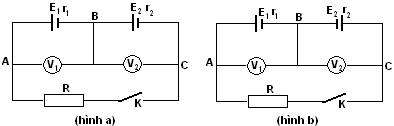 E1 r1 E2 r2
B
A V1 V2 C
R K
(hình a)
E1 r1 E2 r2
B
A V1 V2 C
R K
(hình b)